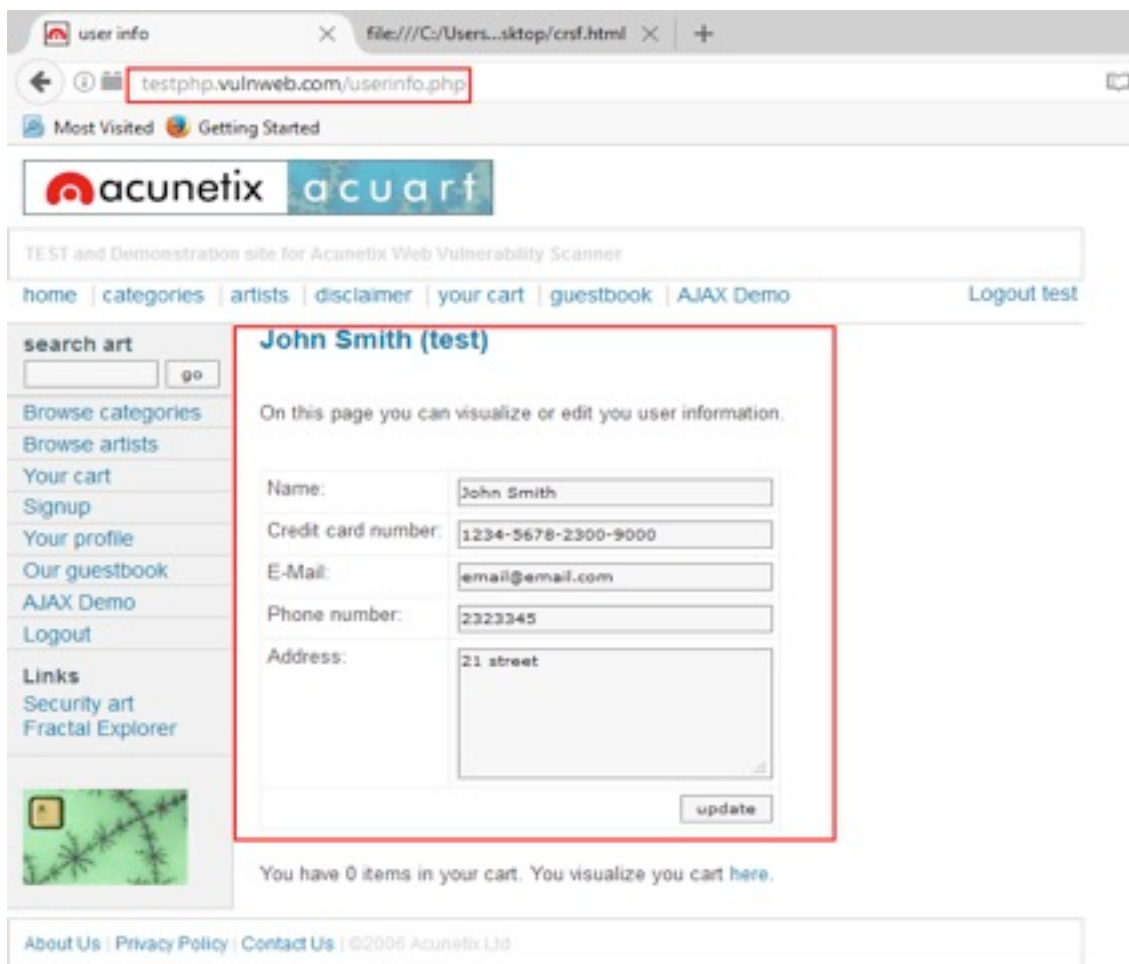 user info
file:///C:/Users...sktop/crsf.html
testphp.vulnweb.com/userinfo.php
Most Visited Getting Started
acunetix acuart
TEST and Demonstration site for Acunetix Web Vulnerability Scanner
home | categories | artists | disclaimer | your cart | guestbook | AJAX Demo
Logout test
search art
go
Browse categories
Browse artists
Your cart
Signup
Your profile
Our guestbook
AJAX Demo
Logout
Links
Security art
Fractal Explorer
John Smith (test)
On this page you can visualize or edit you user information.
Name: John Smith
Credit card number: 1234-5678-2300-9000
E-Mail: email@email.com
Phone number: 2323345
Address: 21 street
update
You have 0 items in your cart. You visualize you cart here.
About Us | Privacy Policy | Contact Us | ©2006 Acunetix Ltd